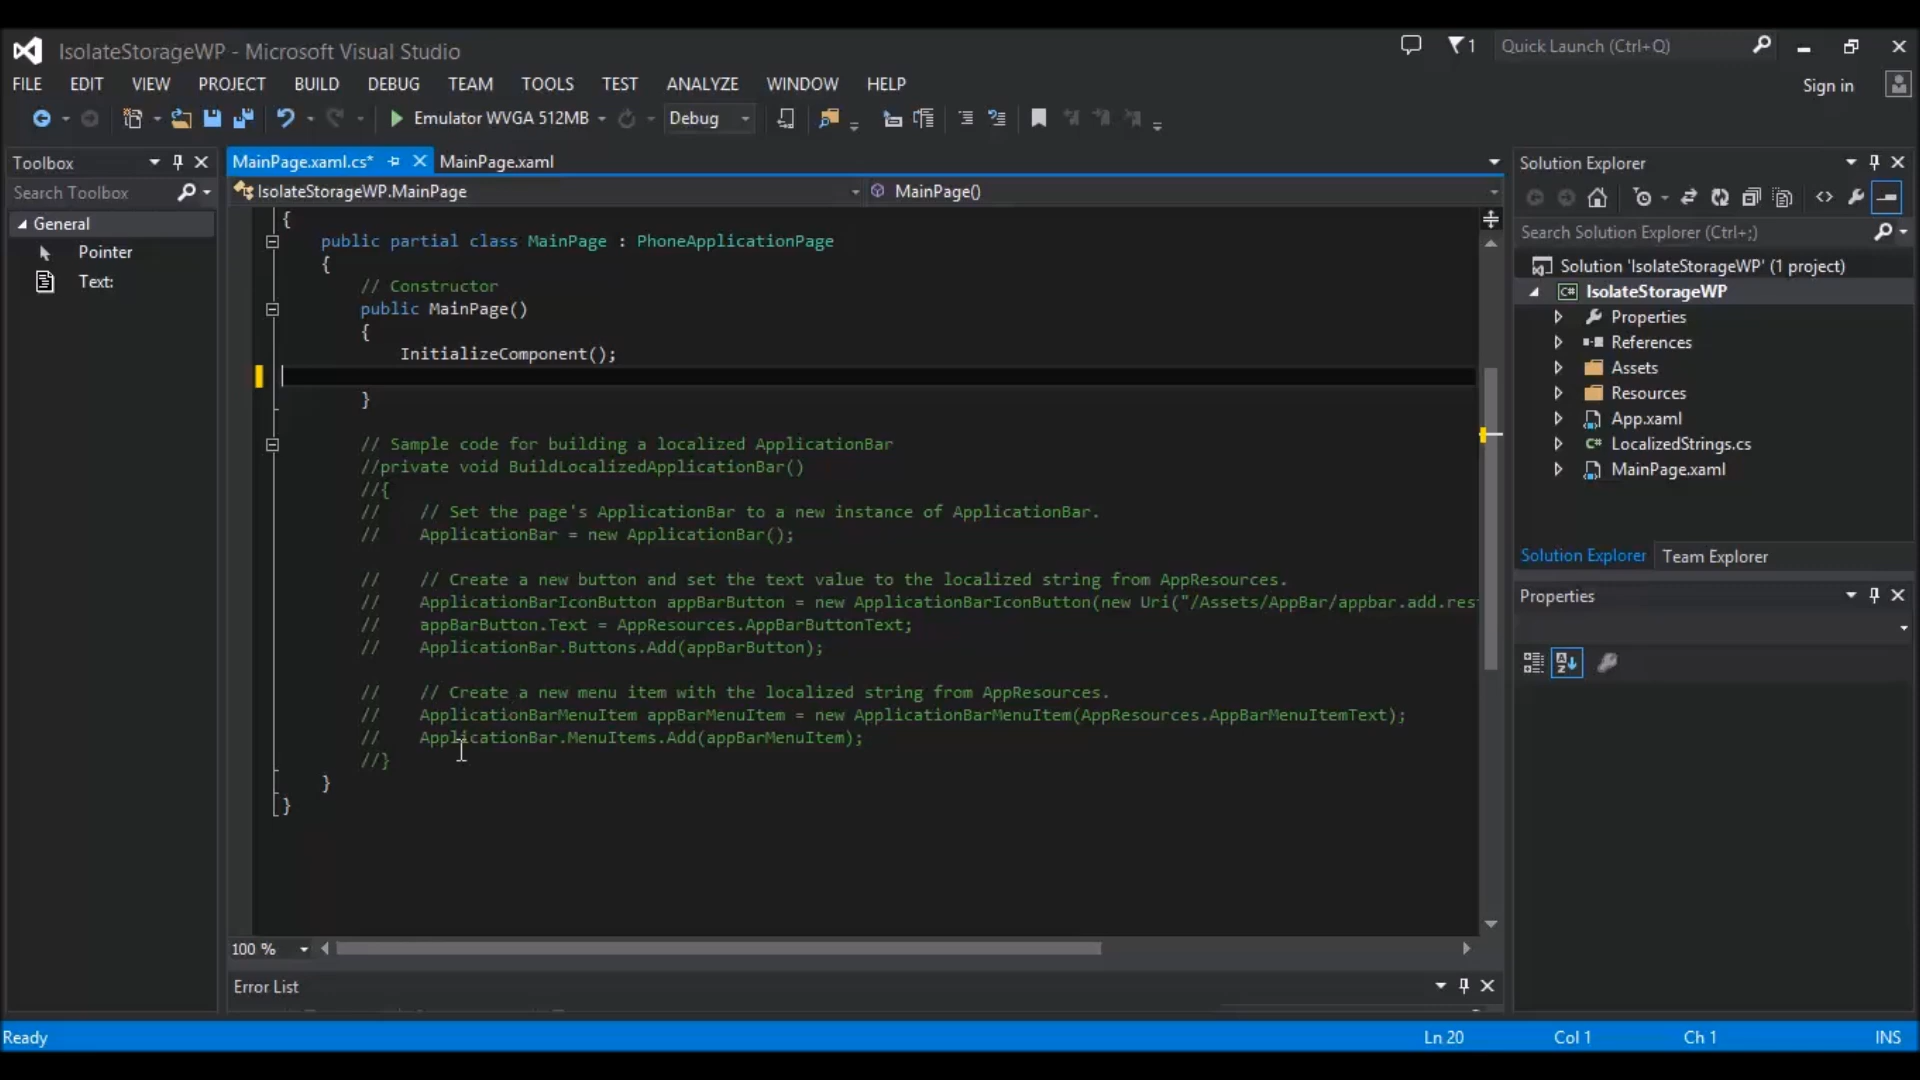 IsolateStorageWP - Microsoft Visual Studio
1
Quick Launch (Ctrl+Q)
FILE EDIT VIEW PROJECT BUILD DEBUG TEAM TOOLS TEST ANALYZE WINDOW HELP
Sign in
Emulator WVGA 512MB
Debug
Toolbox
Search Toolbox
General
Pointer
Text:
MainPage.xaml.cs*
MainPage.xaml
IsolateStorageWP.MainPage
MainPage()
{
public partial class MainPage : PhoneApplicationPage
{
// Constructor
public MainPage()
{
InitializeComponent();
}
// Sample code for building a localized ApplicationBar
//private void BuildLocalizedApplicationBar()
//{
//    // Set the page's ApplicationBar to a new instance of ApplicationBar.
//    ApplicationBar = new ApplicationBar();
//    // Create a new button and set the text value to the localized string from AppResources.
//    ApplicationBarIconButton appBarButton = new ApplicationBarIconButton(new Uri("/Assets/AppBar/appbar.add.res
//    appBarButton.Text = AppResources.AppBarButtonText;
//    ApplicationBar.Buttons.Add(appBarButton);
//    // Create a new menu item with the localized string from AppResources.
//    ApplicationBarMenuItem appBarMenuItem = new ApplicationBarMenuItem(AppResources.AppBarMenuItemText);
//    ApplicationBar.MenuItems.Add(appBarMenuItem);
//}
}
}
100 %
Error List
Solution Explorer
Search Solution Explorer (Ctrl+;)
Solution 'IsolateStorageWP' (1 project)
C# IsolateStorageWP
Properties
References
Assets
Resources
App.xaml
C# LocalizedStrings.cs
MainPage.xaml
Solution Explorer
Team Explorer
Properties
Ready
Ln 20
Col 1
Ch 1
INS